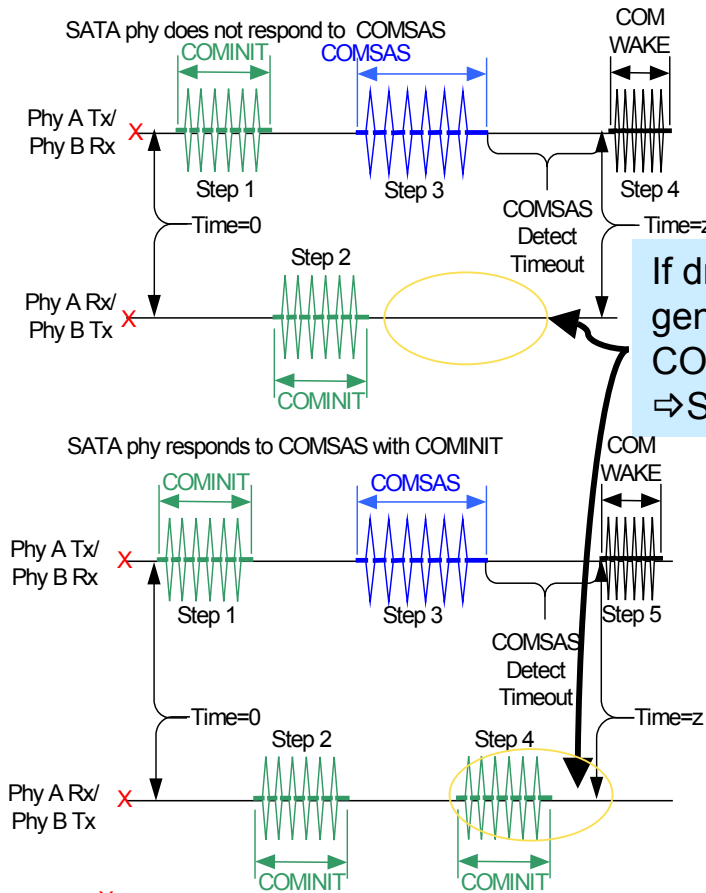 SATA phy does not respond to COMSAS
COMINIT
COMSAS
COM
WAKE
Phy A Tx/
Phy B Rx
X
Step 1
Step 3
Step 4
Time=0
COMSAS
Detect
Timeout
Time=z
Step 2
Phy A Rx/
Phy B Tx
X
COMINIT
If
CO
⇨S
SATA phy responds to COMSAS with COMINIT
COMINIT
COMSAS
COM
WAKE
Phy A Tx/
Phy B Rx
X
Step 1
Step 3
Step 5
COMSAS
Detect
Timeout
Time=0
Time=z
Step 2
Step 4
Phy A Rx/
Phy B Tx
X
COMINIT
COMINIT
X